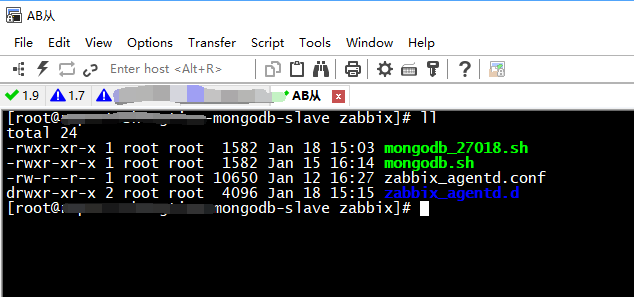 AB从
File Edit View Options Transfer Script Tools Window Help
Enter host <Alt+R>
1.9 1.7 AB从
[root@ -mongodb-slave zabbix]# ll
total 24
-rwxr-xr-x 1 root root 1582 Jan 18 15:03 mongodb_27018.sh
-rwxr-xr-x 1 root root 1582 Jan 15 16:14 mongodb.sh
-rw-r--r-- 1 root root 10650 Jan 12 16:27 zabbix_agentd.conf
drwxr-xr-x 2 root root 4096 Jan 18 15:15 zabbix_agentd.d
[root@ mongodb-slave zabbix]#